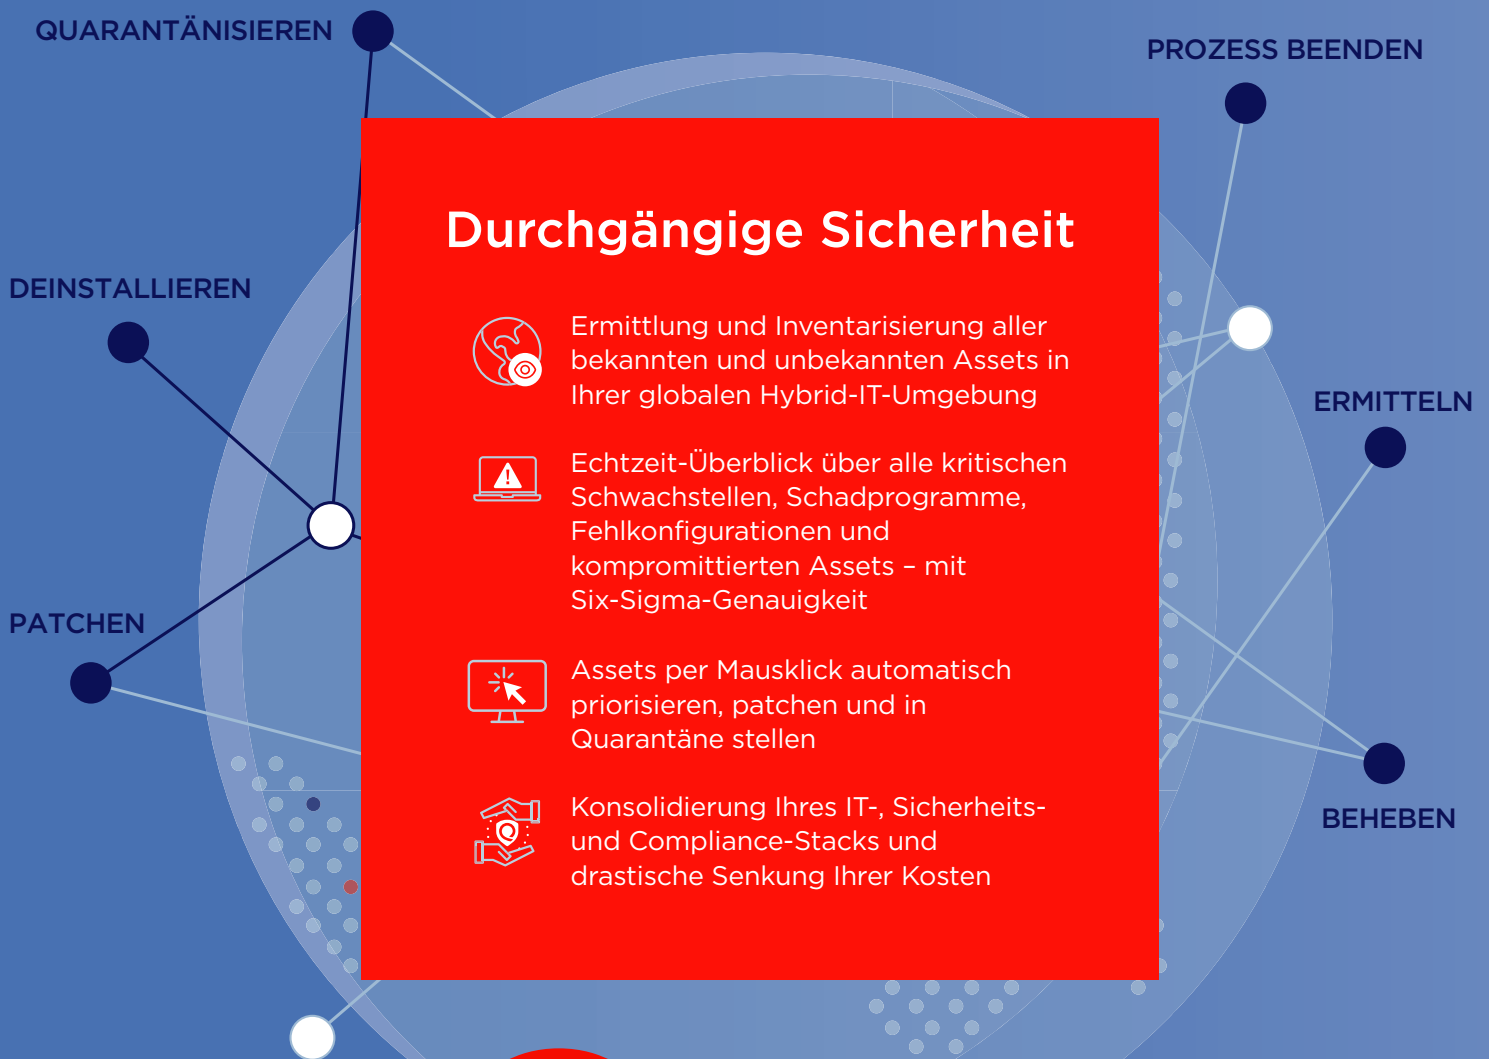 QUARANTÄNISIEREN
PROZESS BEENDEN
DEINSTALLIEREN
ERMITTELN
PATCHEN
BEHEBEN
Durchgängige Sicherheit
Ermittlung und Inventarisierung aller
bekannten und unbekannten Assets in
Ihrer globalen Hybrid-IT-Umgebung
Echtzeit-Überblick über alle kritischen
Schwachstellen, Schadprogramme,
Fehlkonfigurationen und
kompromittierten Assets – mit
Six-Sigma-Genauigkeit
Assets per Mausklick automatisch
priorisieren, patchen und in
Quarantäne stellen
Konsolidierung Ihres IT-, Sicherheits-
und Compliance-Stacks und
drastische Senkung Ihrer Kosten